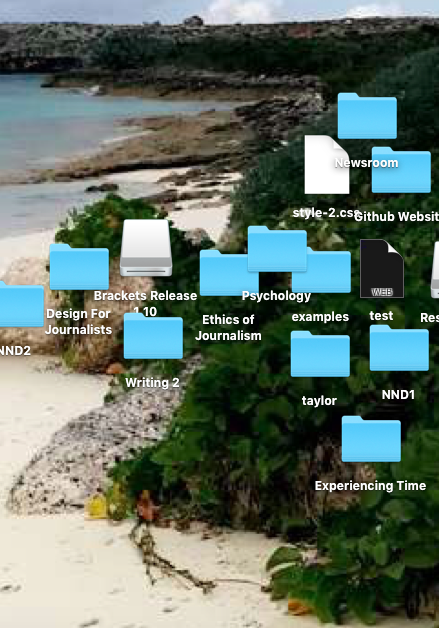 Newsroom
style-2.css
Github Websit
Brackets Release
1.10
Psychology
Design For
Journalists
Ethics of
Journalism
examples
WEB
test
Res
NND2
Writing 2
taylor
NND1
Experiencing Time